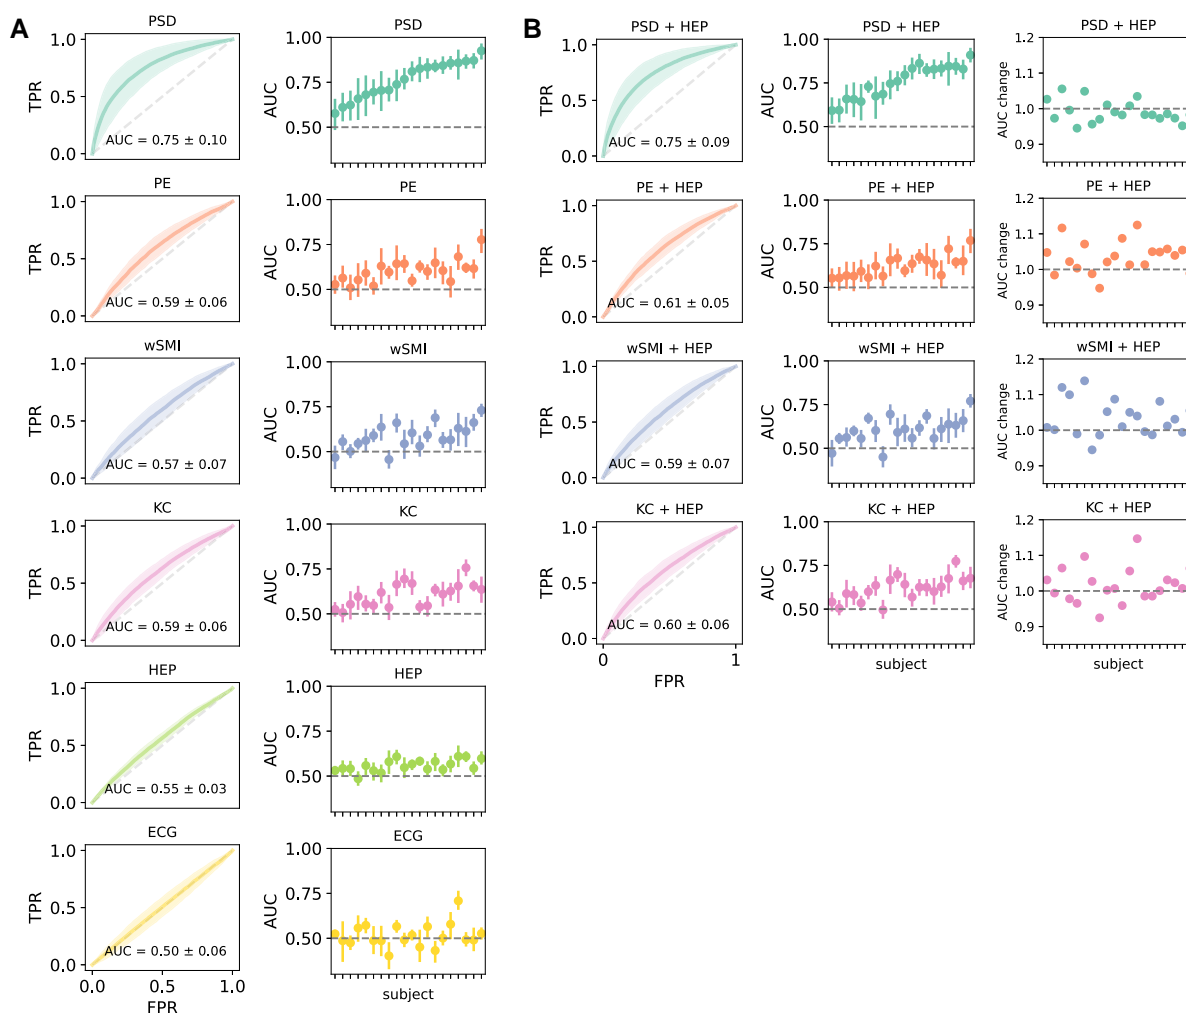 A
B
PSD
TPR
1.0
0.5
0.0
AUC = 0.75 ± 0.10
PSD
AUC
1.00
0.75
0.50
PSD + HEP
TPR
1.0
0.5
0.0
AUC = 0.75 ± 0.09
PSD + HEP
AUC
1.00
0.75
0.50
PSD + HEP
AUC change
1.2
1.1
1.0
0.9
PE
TPR
1.0
0.5
0.0
AUC = 0.59 ± 0.06
PE
AUC
1.00
0.75
0.50
PE + HEP
TPR
1.0
0.5
0.0
AUC = 0.61 ± 0.05
PE + HEP
AUC
1.00
0.75
0.50
PE + HEP
AUC change
1.2
1.1
1.0
0.9
wSMI
TPR
1.0
0.5
0.0
AUC = 0.57 ± 0.07
wSMI
AUC
1.00
0.75
0.50
wSMI + HEP
TPR
1.0
0.5
0.0
AUC = 0.59 ± 0.07
wSMI + HEP
AUC
1.00
0.75
0.50
wSMI + HEP
AUC change
1.2
1.1
1.0
0.9
KC
TPR
1.0
0.5
0.0
AUC = 0.59 ± 0.06
KC
AUC
1.00
0.75
0.50
KC + HEP
TPR
1.0
0.5
0.0
AUC = 0.60 ± 0.06
0
1
FPR
KC + HEP
AUC
1.00
0.75
0.50
subject
KC + HEP
AUC change
1.2
1.1
1.0
0.9
subject
HEP
TPR
1.0
0.5
0.0
AUC = 0.55 ± 0.03
HEP
AUC
1.00
0.75
0.50
ECG
TPR
1.0
0.5
0.0
AUC = 0.50 ± 0.06
0.0
0.5
1.0
FPR
ECG
AUC
1.00
0.75
0.50
subject